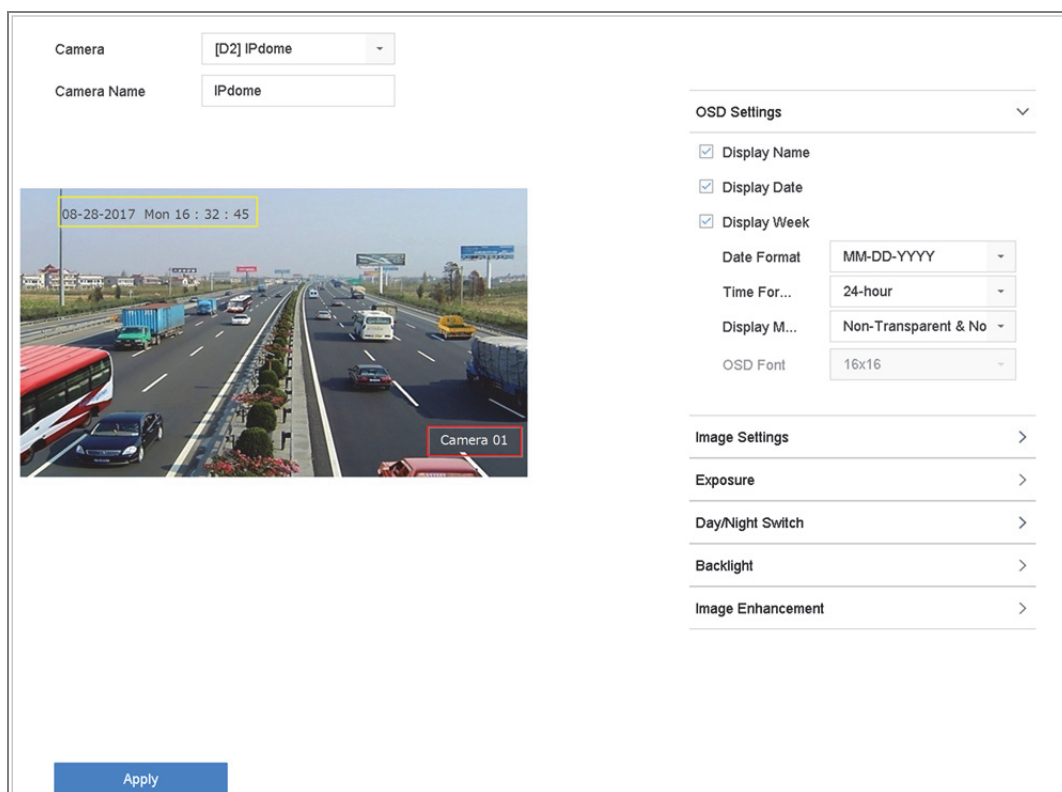 Camera [D2] IPdome
Camera Name IPdome
08-28-2017 Mon 16 : 32 : 45
Camera 01
OSD Settings
Display Name
Display Date
Display Week
Date Format MM-DD-YYYY
Time For... 24-hour
Display M... Non-Transparent & No
OSD Font 16x16
Image Settings
Exposure
Day/Night Switch
Backlight
Image Enhancement
Apply